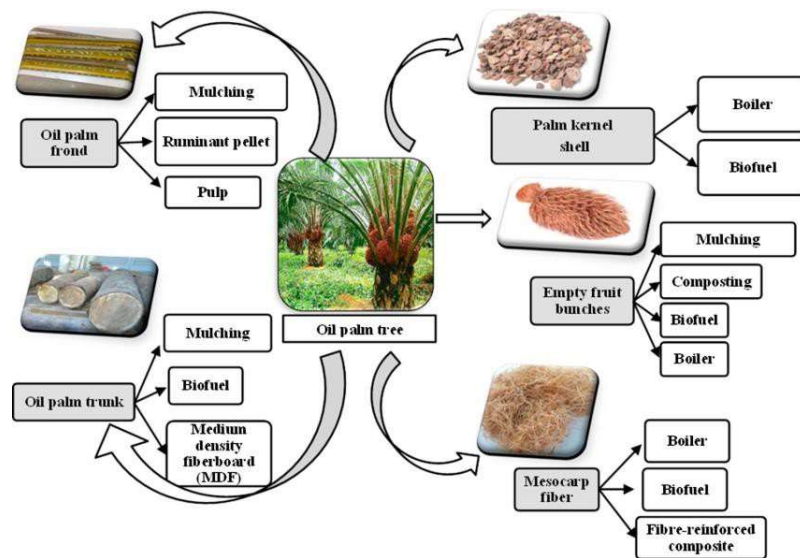 Oil palm
frond
Mulching
Ruminant pellet
Pulp
Oil palm trunk
Mulching
Biofuel
Medium
density
fiberboard
(MDF)
Oil palm tree
Palm kernel
shell
Boiler
Biofuel
Empty fruit
bunches
Mulching
Composting
Biofuel
Boiler
Mesocarp
fiber
Boiler
Biofuel
Fibre-reinforced
composite